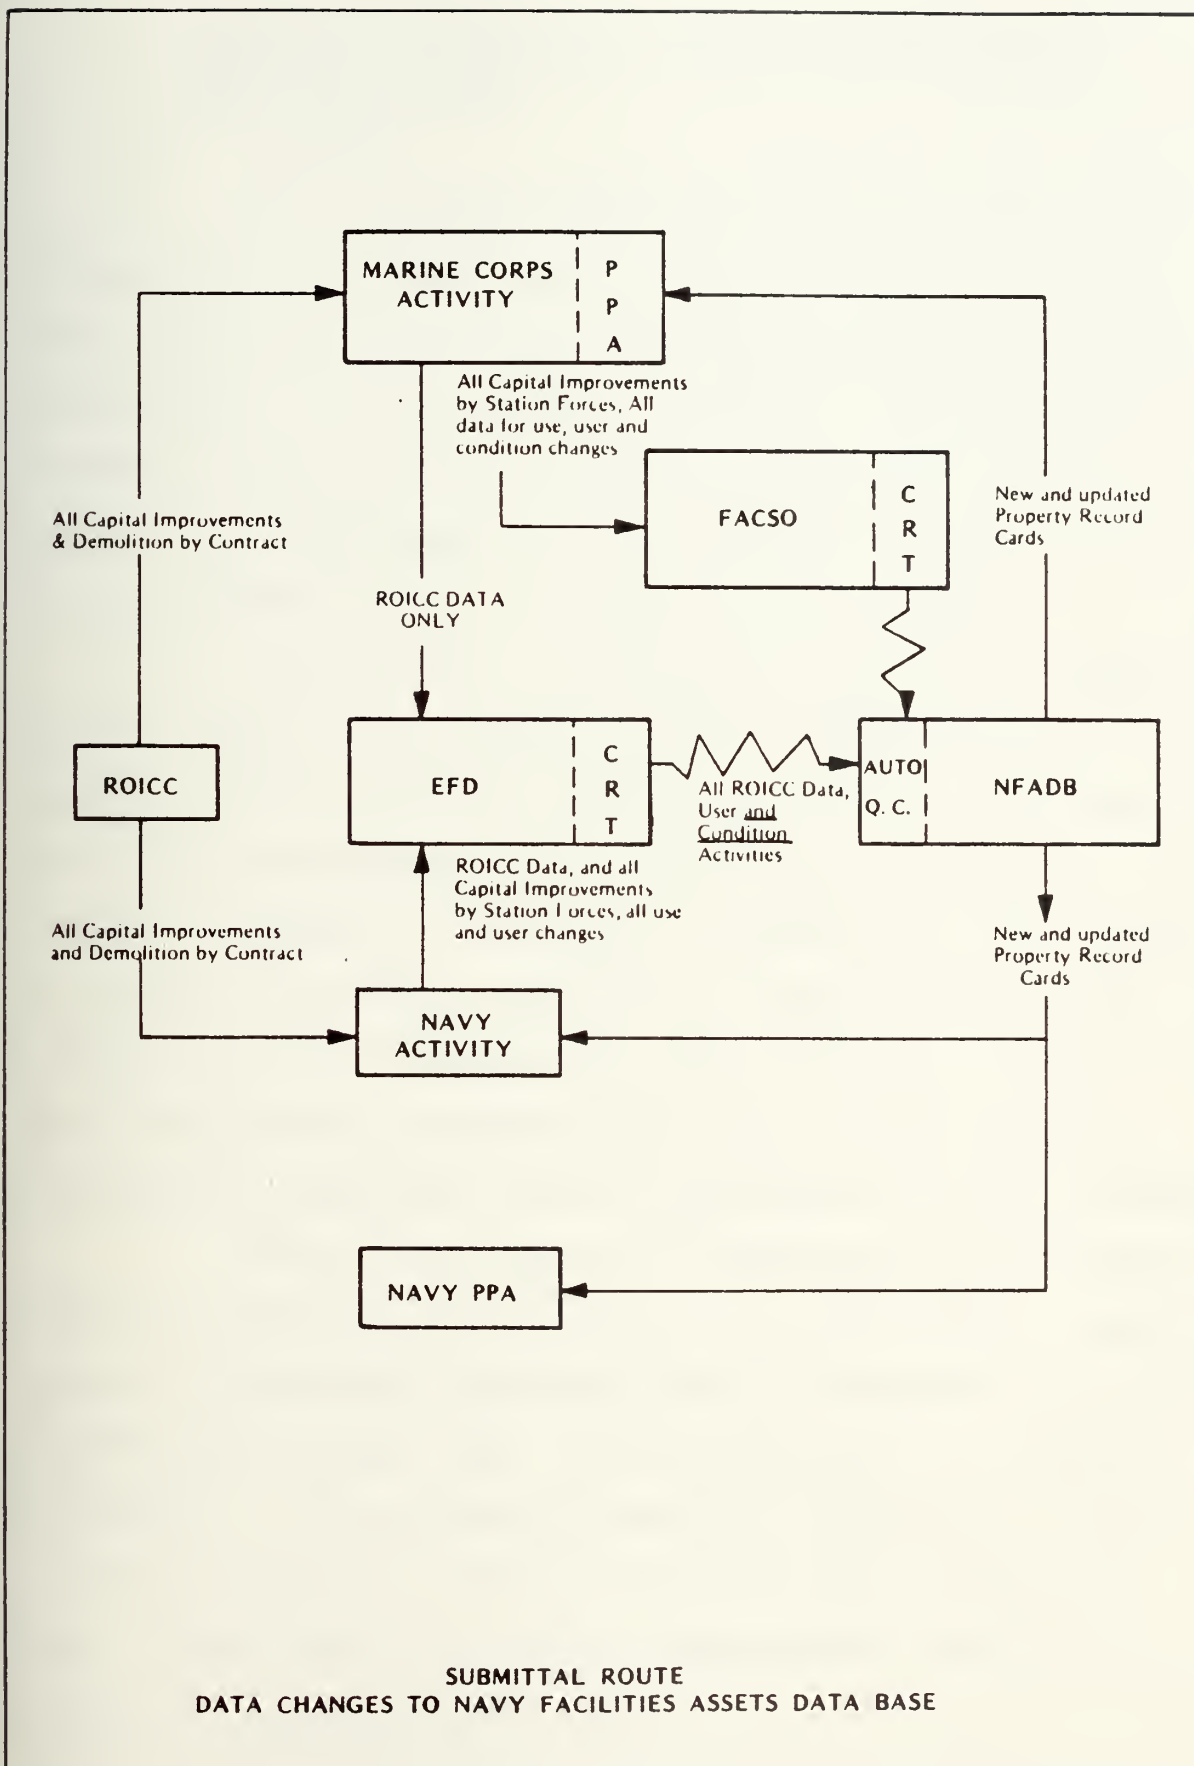 MARINE CORPS
ACTIVITY
P
P
A
All Capital Improvements
by Station Forces, All
data for use, user and
condition changes
FACSO
C
R
T
New and updated
Property Record
Cards
All Capital Improvements
& Demolition by Contract
ROICC DATA
ONLY
ROICC
EFD
C
R
T
All ROICC Data,
User and
Condition
Activities
AUTO
Q. C.
NFADB
ROICC Data, and all
Capital Improvements
by Station Forces, all use
and user changes
All Capital Improvements
and Demolition by Contract
New and updated
Property Record
Cards
NAVY
ACTIVITY
NAVY PPA
SUBMITTAL ROUTE
DATA CHANGES TO NAVY FACILITIES ASSETS DATA BASE